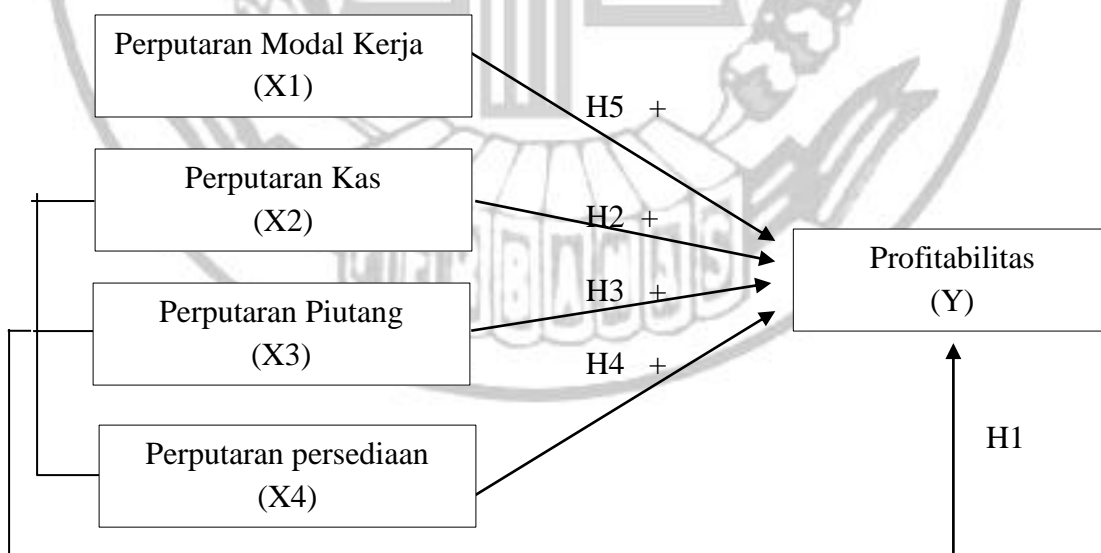 Perputaran Modal Kerja
(X1)
H5 +
Perputaran Kas
(X2)
H2 +
Profitabilitas
(Y)
Perputaran Piutang
(X3)
H3 +
H4 +
Perputaran persediaan
(X4)
H1